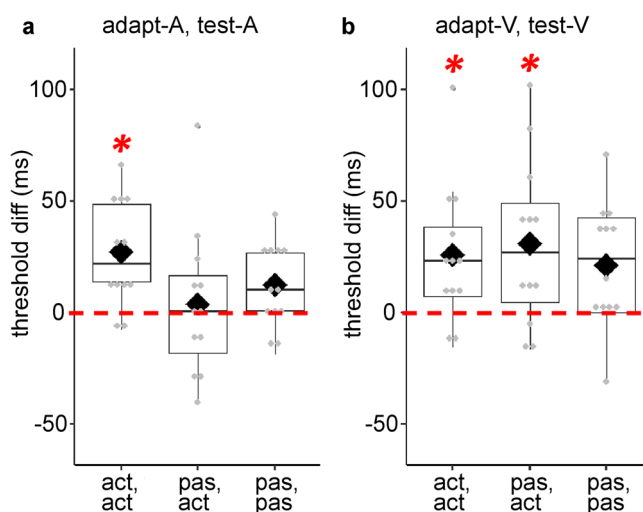 a adapt-A, test-A
threshold diff (ms)
100
50
0
-50
*
act, act
pas, act
pas, pas
b adapt-V, test-V
threshold diff (ms)
100
50
0
-50
* *
act, act
pas, act
pas, pas